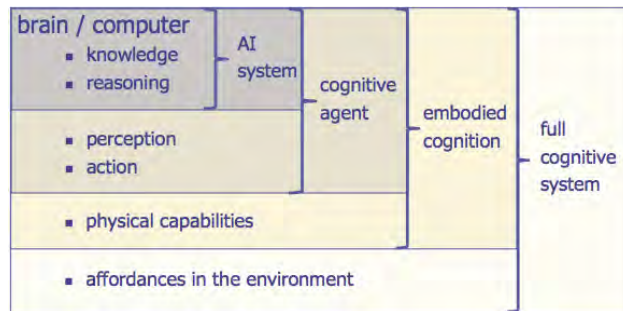 brain / computer
▪ knowledge
▪ reasoning
AI
system
cognitive
agent
▪ perception
▪ action
embodied
cognition
full
cognitive
system
▪ physical capabilities
▪ affordances in the environment